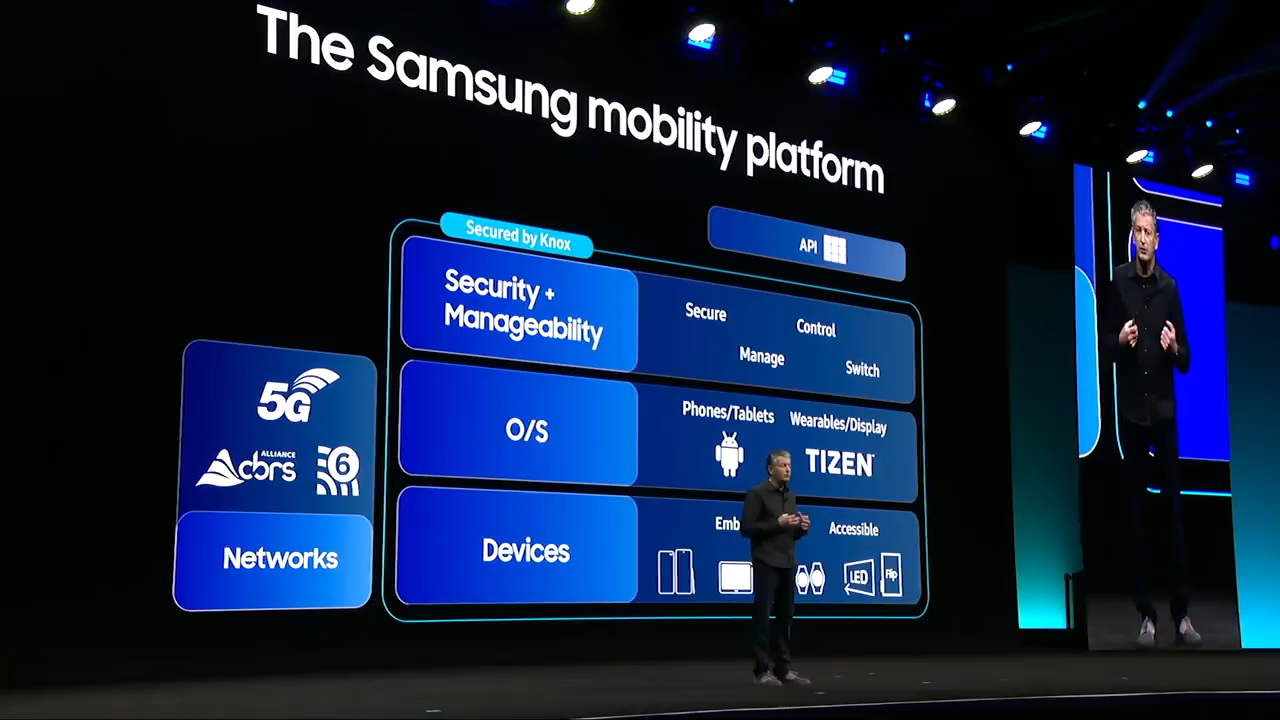 The Samsung mobility platform
Secured by Knox
API
Security +
Manageability
Secure
Control
Manage
Switch
5G
ALLIANCE
cbrs
6
Networks
O/S
Phones/Tablets
Wearables/Display
TIZEN
Devices
Accessible
LED
Flip